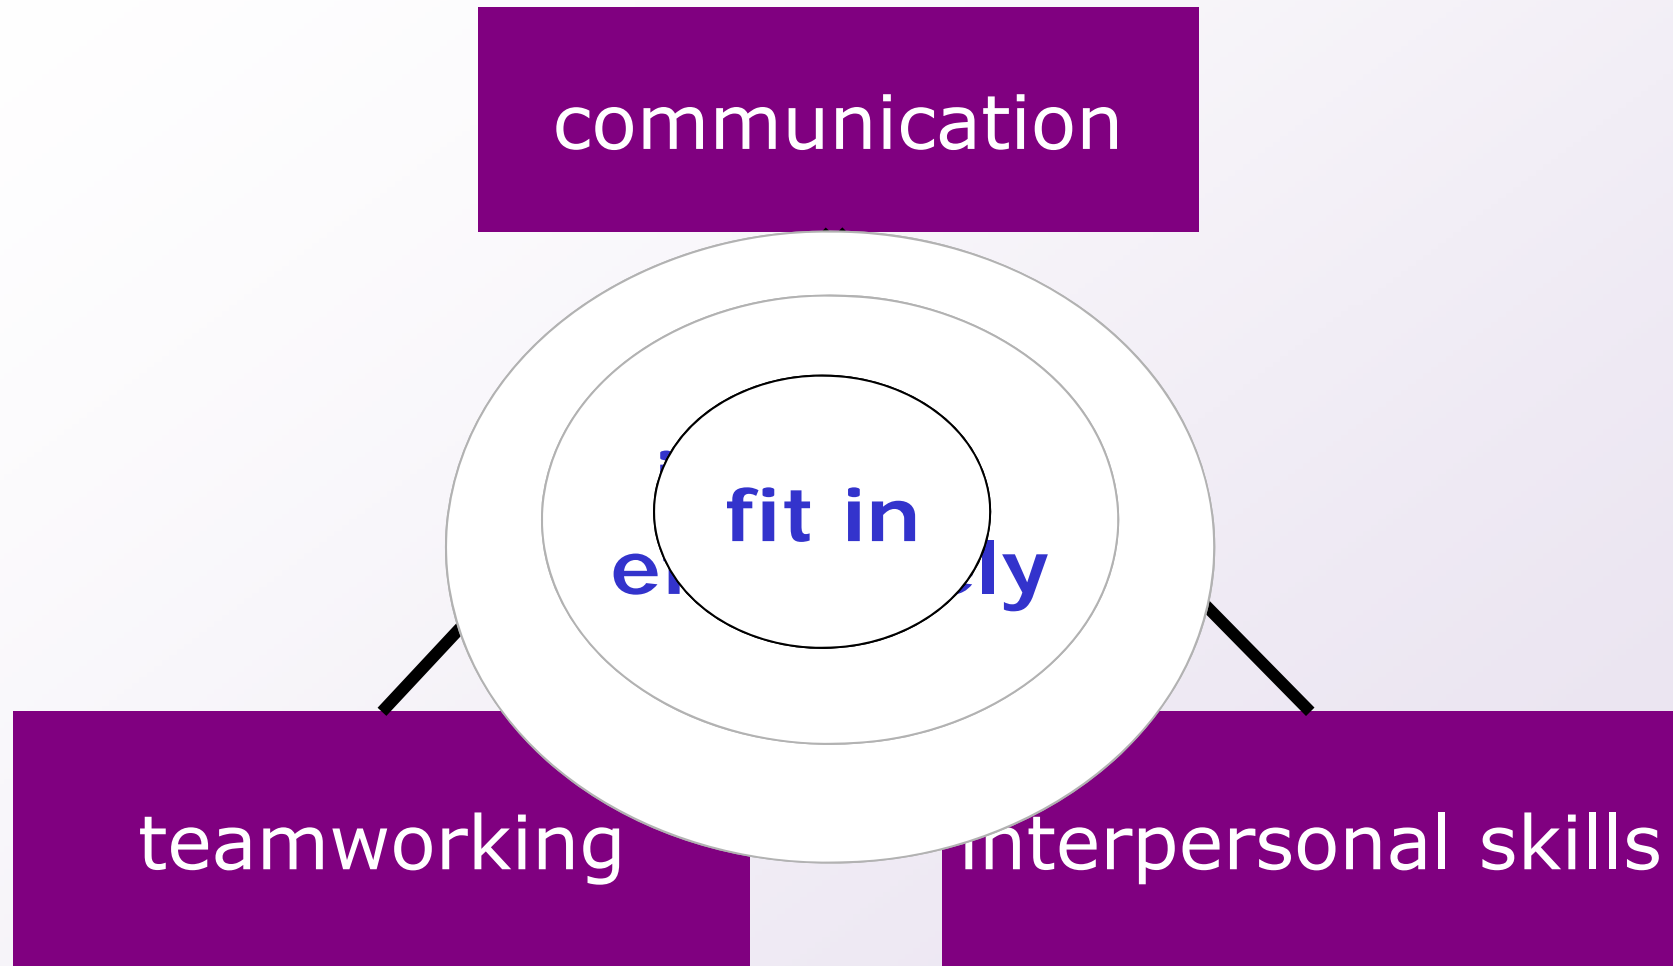 communication
fit in
teamworking
interpersonal skills